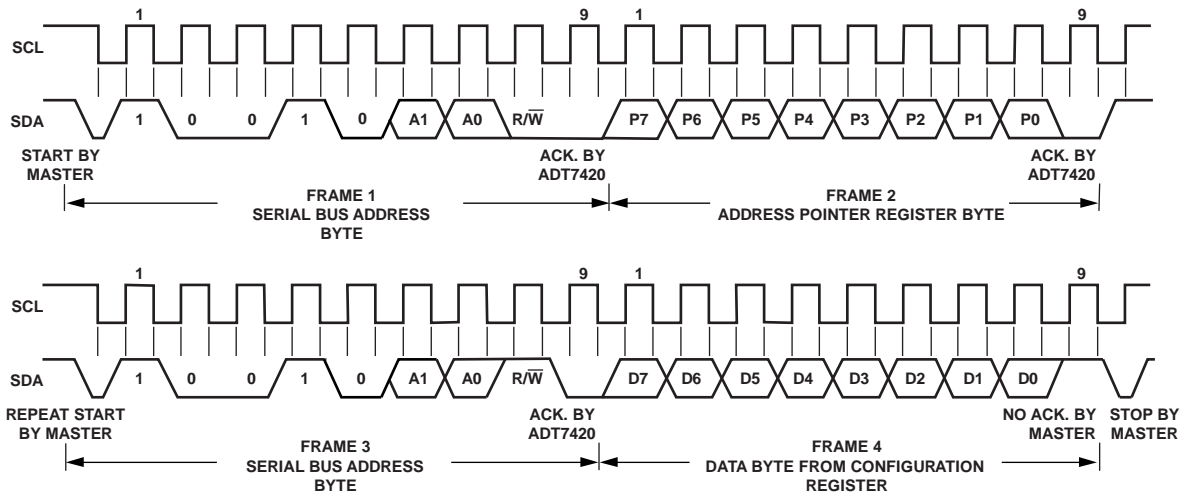 1 9 1 9
SCL
SDA 1 0 0 1 0 A1 A0 R/W̅ P7 P6 P5 P4 P3 P2 P1 P0
START BY
MASTER
ACK. BY
ADT7420
ACK. BY
ADT7420
FRAME 1
SERIAL BUS ADDRESS
BYTE
FRAME 2
ADDRESS POINTER REGISTER BYTE
1 9 1 9
SCL
SDA 1 0 0 1 0 A1 A0 R/W̅ D7 D6 D5 D4 D3 D2 D1 D0
REPEAT START
BY MASTER
ACK. BY
ADT7420
NO ACK. BY
MASTER
STOP BY
MASTER
FRAME 3
SERIAL BUS ADDRESS
BYTE
FRAME 4
DATA BYTE FROM CONFIGURATION
REGISTER